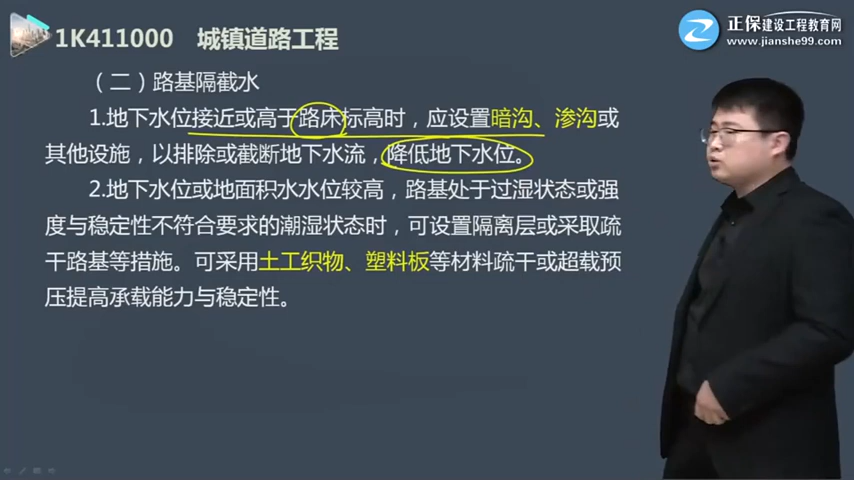 1K411000 城镇道路工程
正保建设工程教育网
www.jianshe99.com
（二）路基隔截水
1.地下水位接近或高于路床标高时，应设置暗沟、渗沟或
其他设施，以排除或截断地下水流，降低地下水位。
2.地下水位或地面积水水位较高，路基处于过湿状态或强
度与稳定性不符合要求的潮湿状态时，可设置隔离层或采取疏
干路基等措施。可采用土工织物、塑料板等材料疏干或超载预
压提高承载能力与稳定性。